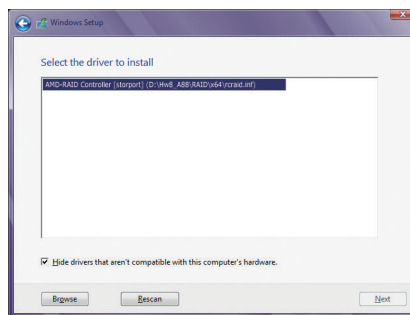 Windows Setup
Select the driver to install
AMD-RAID Controller [storport] (D:\Hw8_A88\RAID\x64\rcraid.inf)
Hide drivers that aren't compatible with this computer's hardware.
Browse
Rescan
Next